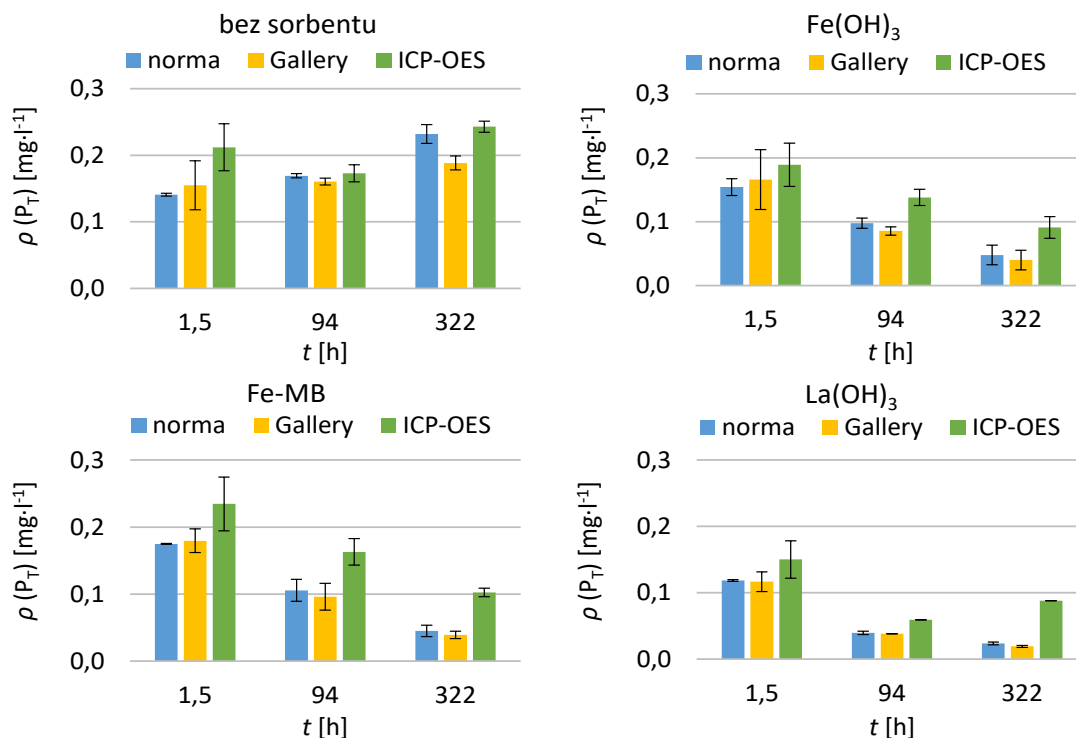 bez sorbentu
norma Gallery ICP-OES
0,3
0,2
0,1
0,0
ρ (P_T) [mg·l⁻¹]
1,5 94 322
t [h]
Fe(OH)₃
norma Gallery ICP-OES
0,3
0,2
0,1
0,0
ρ (P_T) [mg·l⁻¹]
1,5 94 322
t [h]
Fe-MB
norma Gallery ICP-OES
0,3
0,2
0,1
0,0
ρ (P_T) [mg·l⁻¹]
1,5 94 322
t [h]
La(OH)₃
norma Gallery ICP-OES
0,3
0,2
0,1
0,0
ρ (P_T) [mg·l⁻¹]
1,5 94 322
t [h]